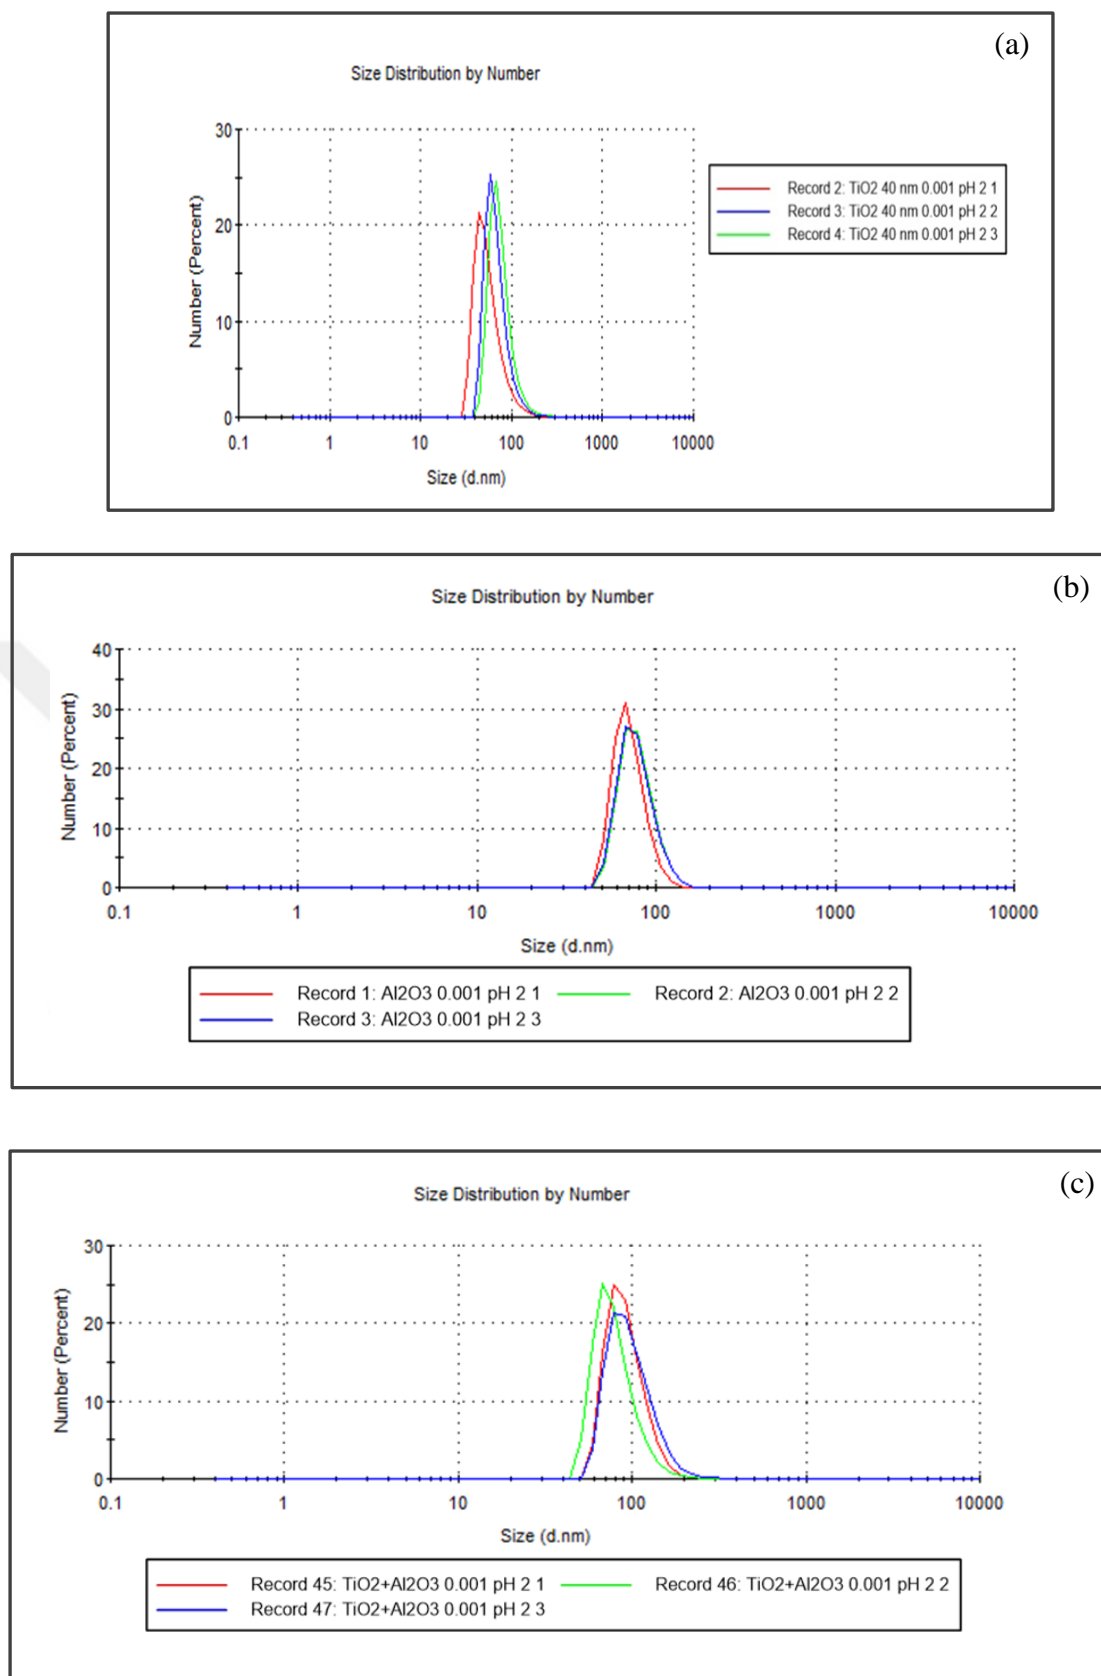 (a)
Size Distribution by Number
30
20
10
0
Number (Percent)
0.1 1 10 100 1000 10000
Size (d.nm)
Record 2: TiO2 40 nm 0.001 pH 2 1
Record 3: TiO2 40 nm 0.001 pH 2 2
Record 4: TiO2 40 nm 0.001 pH 2 3
(b)
Size Distribution by Number
40
30
20
10
0
Number (Percent)
0.1 1 10 100 1000 10000
Size (d.nm)
Record 1: Al2O3 0.001 pH 2 1 Record 2: Al2O3 0.001 pH 2 2
Record 3: Al2O3 0.001 pH 2 3
(c)
Size Distribution by Number
30
20
10
0
Number (Percent)
0.1 1 10 100 1000 10000
Size (d.nm)
Record 45: TiO2+Al2O3 0.001 pH 2 1 Record 46: TiO2+Al2O3 0.001 pH 2 2
Record 47: TiO2+Al2O3 0.001 pH 2 3